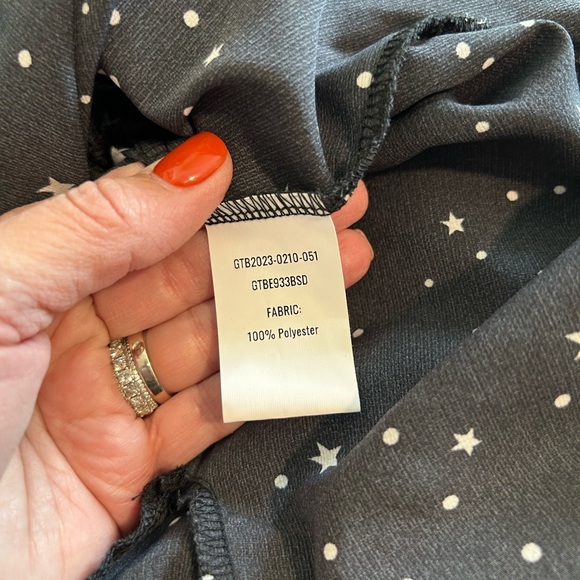 GTB2023-0210-051
GTBE933BSD
FABRIC:
100% Polyester